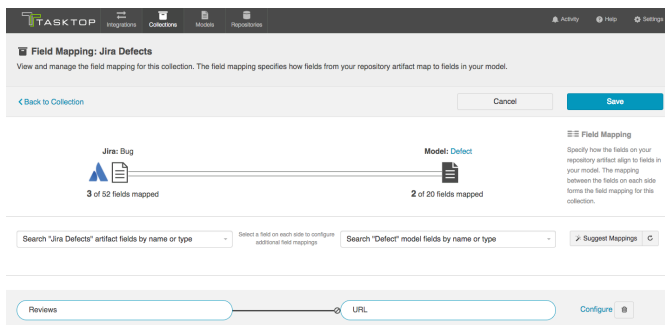 TASKTOP
Integrations
Collections
Models
Repositories
Activity
Help
Settings
Field Mapping: Jira Defects
View and manage the field mapping for this collection. The field mapping specifies how fields from your repository artifact map to fields in your model.
Back to Collection
Cancel
Save
Jira: Bug
3 of 52 fields mapped
Model: Defect
2 of 20 fields mapped
Field Mapping
Specify how the fields on your
repository artifact align to fields in
your model. The mapping
between the fields on each side
forms the field mapping for this
collection.
Search "Jira Defects" artifact fields by name or type
Select a field on each side to configure
additional field mappings
Search "Defect" model fields by name or type
Suggest Mappings
Reviews
URL
Configure